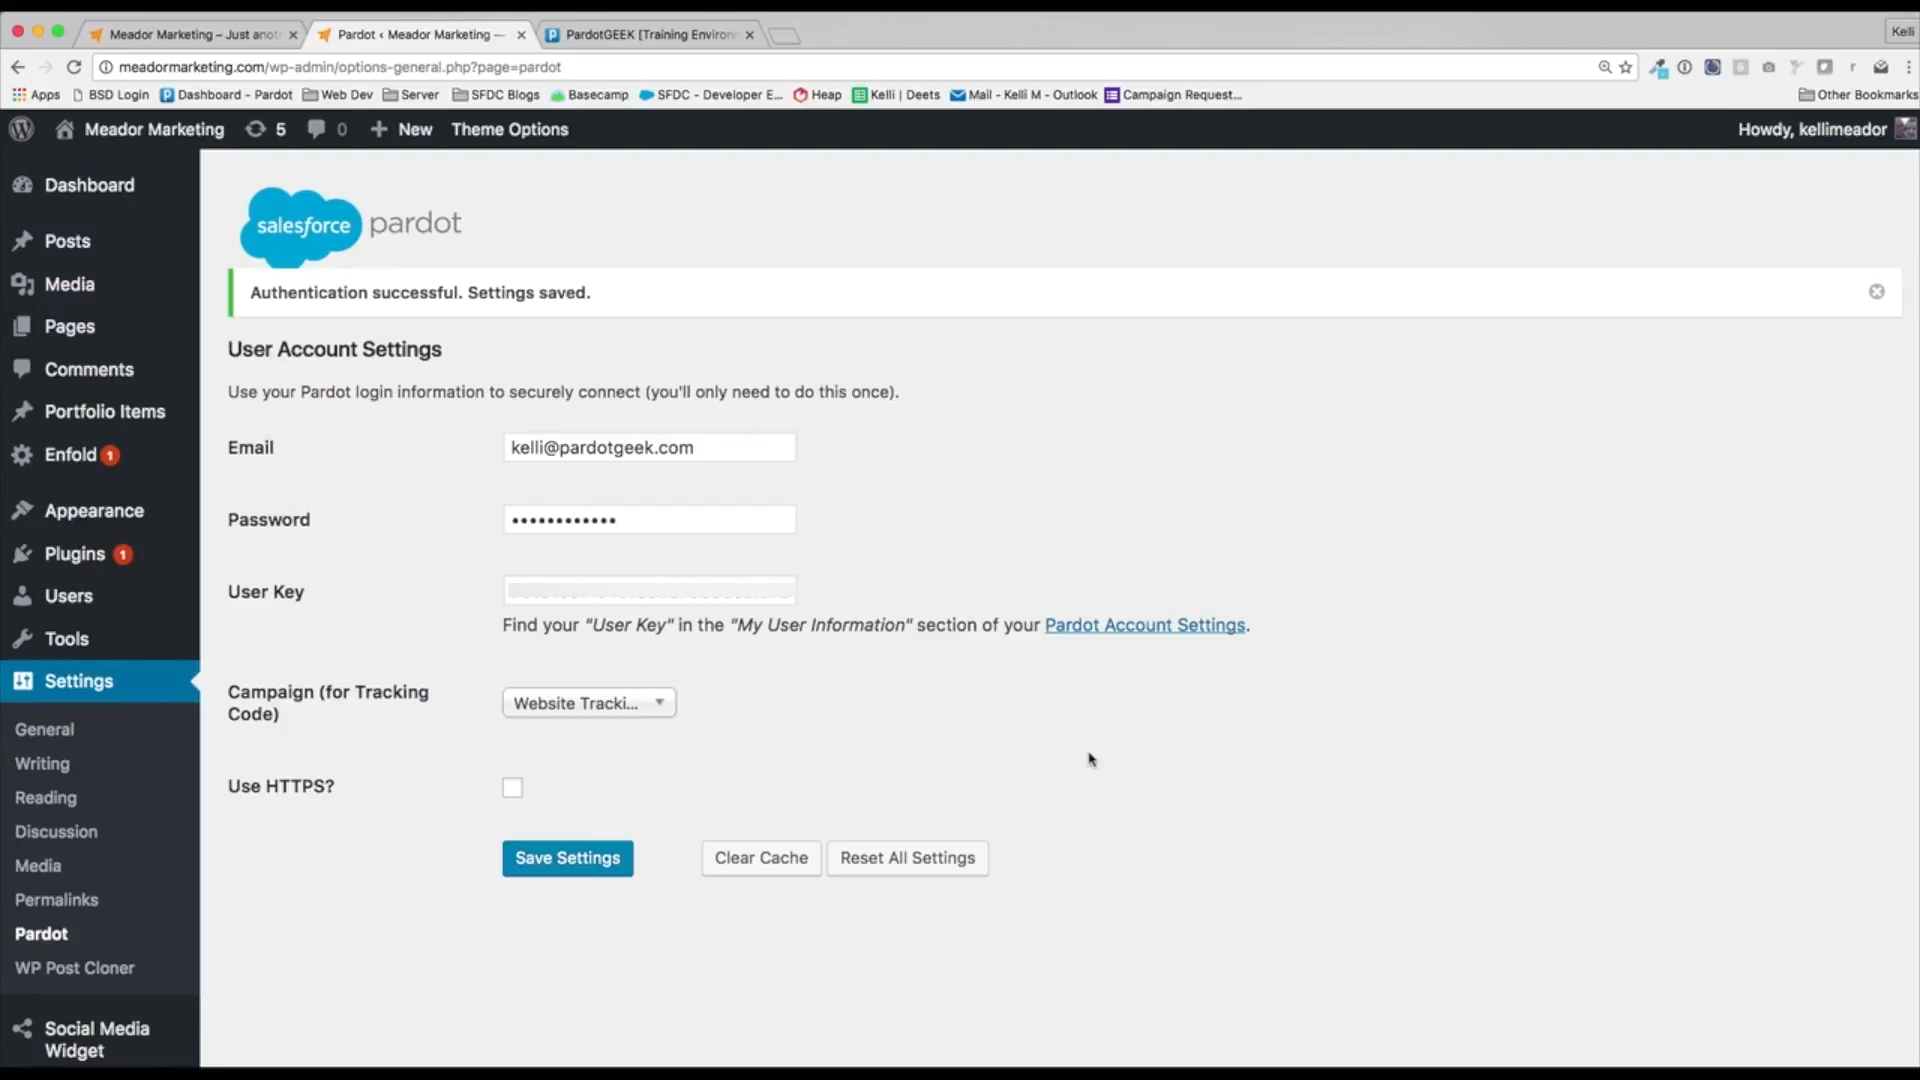 Meador Marketing – Just anot
Pardot ‹ Meador Marketing —
PardotGEEK [Training Environ
Kelli
meadormarketing.com/wp-admin/options-general.php?page=pardot
Apps
BSD Login
Dashboard - Pardot
Web Dev
Server
SFDC Blogs
Basecamp
SFDC - Developer E...
Heap
Kelli | Deets
Mail - Kelli M - Outlook
Campaign Request...
Other Bookmarks
Meador Marketing
5
0
New
Theme Options
Howdy, kellimeador
Dashboard
Posts
Media
Pages
Comments
Portfolio Items
Enfold 1
Appearance
Plugins 1
Users
Tools
Settings
General
Writing
Reading
Discussion
Media
Permalinks
Pardot
WP Post Cloner
Social Media
Widget
salesforce pardot
Authentication successful. Settings saved.
User Account Settings
Use your Pardot login information to securely connect (you'll only need to do this once).
Email
kelli@pardotgeek.com
Password
••••••••••••
User Key
Find your "User Key" in the "My User Information" section of your Pardot Account Settings.
Campaign (for Tracking
Code)
Website Tracki...
Use HTTPS?
Save Settings
Clear Cache
Reset All Settings